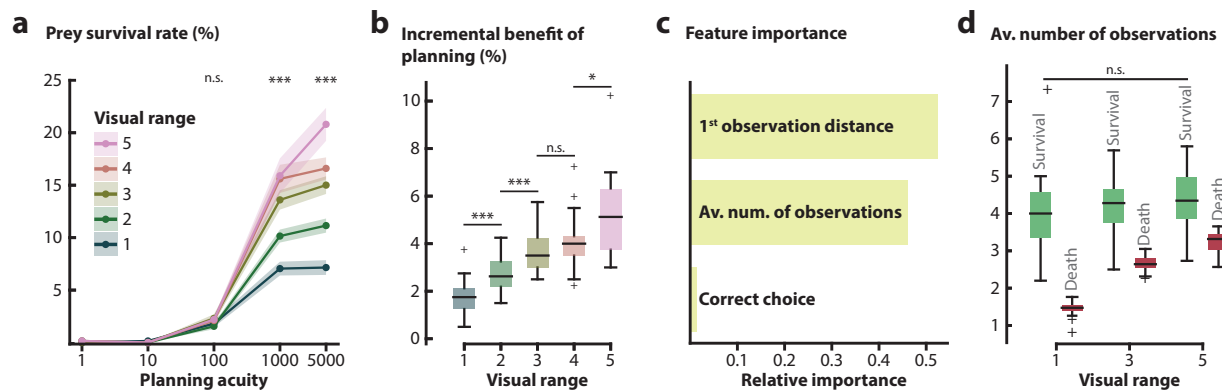 a Prey survival rate (%)
n.s. *** ***
25
20
15
10
5
Visual range
5
4
3
2
1
1 10 100 1000 5000
Planning acuity
b Incremental benefit of
planning (%)
*
n.s.
***
***
10
8
6
4
2
0
1 2 3 4 5
Visual range
c Feature importance
1st observation distance
Av. num. of observations
Correct choice
0.1 0.2 0.3 0.4 0.5
Relative importance
d Av. number of observations
n.s.
7
6
5
4
3
2
1
Survival
Death
Survival
Death
Survival
Death
1 3 5
Visual range